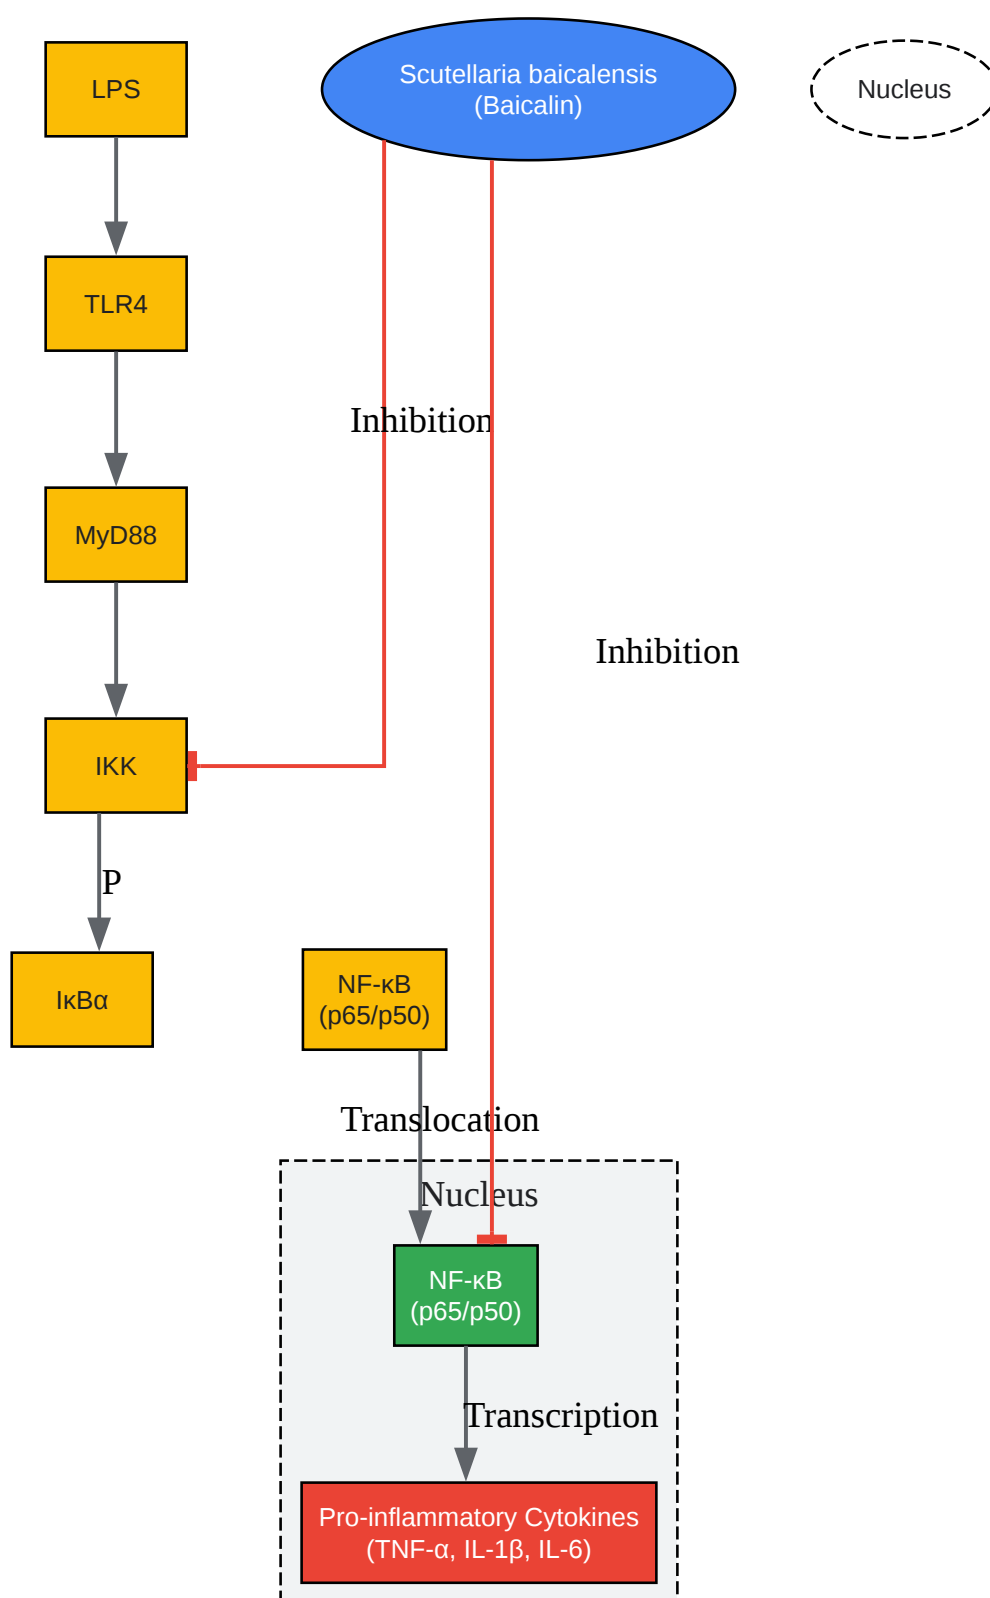 LPS
Scutellaria baicalensis
(Baicalin)
Nucleus
TLR4
Inhibition
MyD88
Inhibition
IKK
P
IκBα
NF-κB
(p65/p50)
Translocation
Nucleus
NF-κB
(p65/p50)
Transcription
Pro-inflammatory Cytokines
(TNF-α, IL-1β, IL-6)